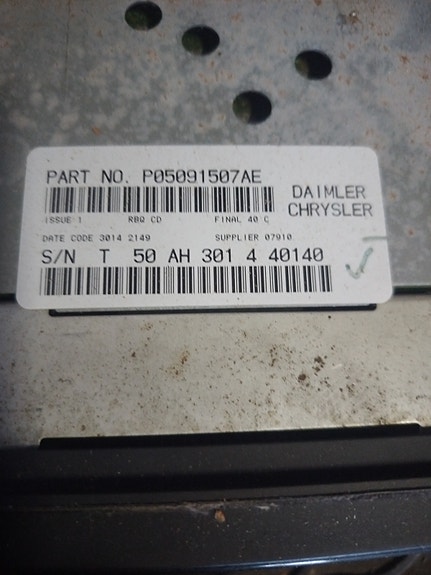 PART NO. P05091507AE
DAIMLER
CHRYSLER
ISSUE 1 RBQ CD FINAL 40 C
DATE CODE 3014 2149 SUPPLIER 07910
S/N T 50 AH 301 4 40140